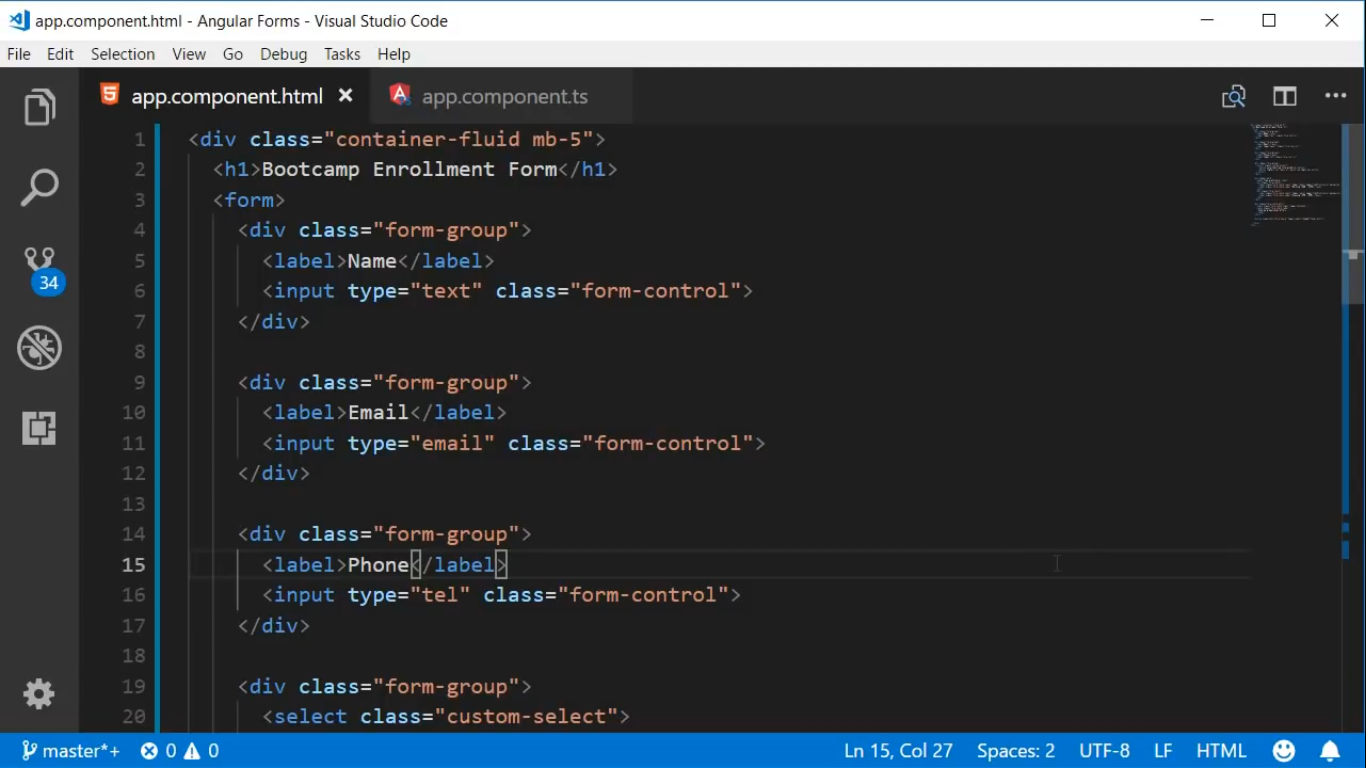 app.component.html - Angular Forms - Visual Studio Code
File Edit Selection View Go Debug Tasks Help
app.component.html app.component.ts
1 <div class="container-fluid mb-5">
2 <h1>Bootcamp Enrollment Form</h1>
3 <form>
4 <div class="form-group">
5 <label>Name</label>
6 <input type="text" class="form-control">
7 </div>
8
9 <div class="form-group">
10 <label>Email</label>
11 <input type="email" class="form-control">
12 </div>
13
14 <div class="form-group">
15 <label>Phone</label>
16 <input type="tel" class="form-control">
17 </div>
18
19 <div class="form-group">
20 <select class="custom-select">
34
master*+ 0 0 Ln 15, Col 27 Spaces: 2 UTF-8 LF HTML